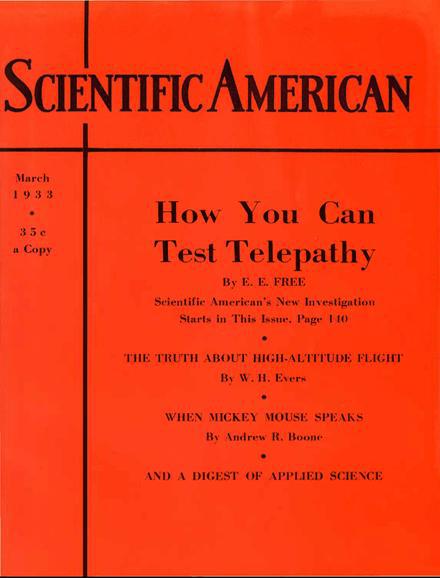 SCIENTIFIC AMERICAN
March
1933
•
35c
a Copy
How You Can
Test Telepathy
By E. E. FREE
Scientific American's New Investigation
Starts in This Issue, Page 140
•
THE TRUTH ABOUT HIGH-ALTITUDE FLIGHT
By W. H. Evers
•
WHEN MICKEY MOUSE SPEAKS
By Andrew R. Boone
•
AND A DIGEST OF APPLIED SCIENCE